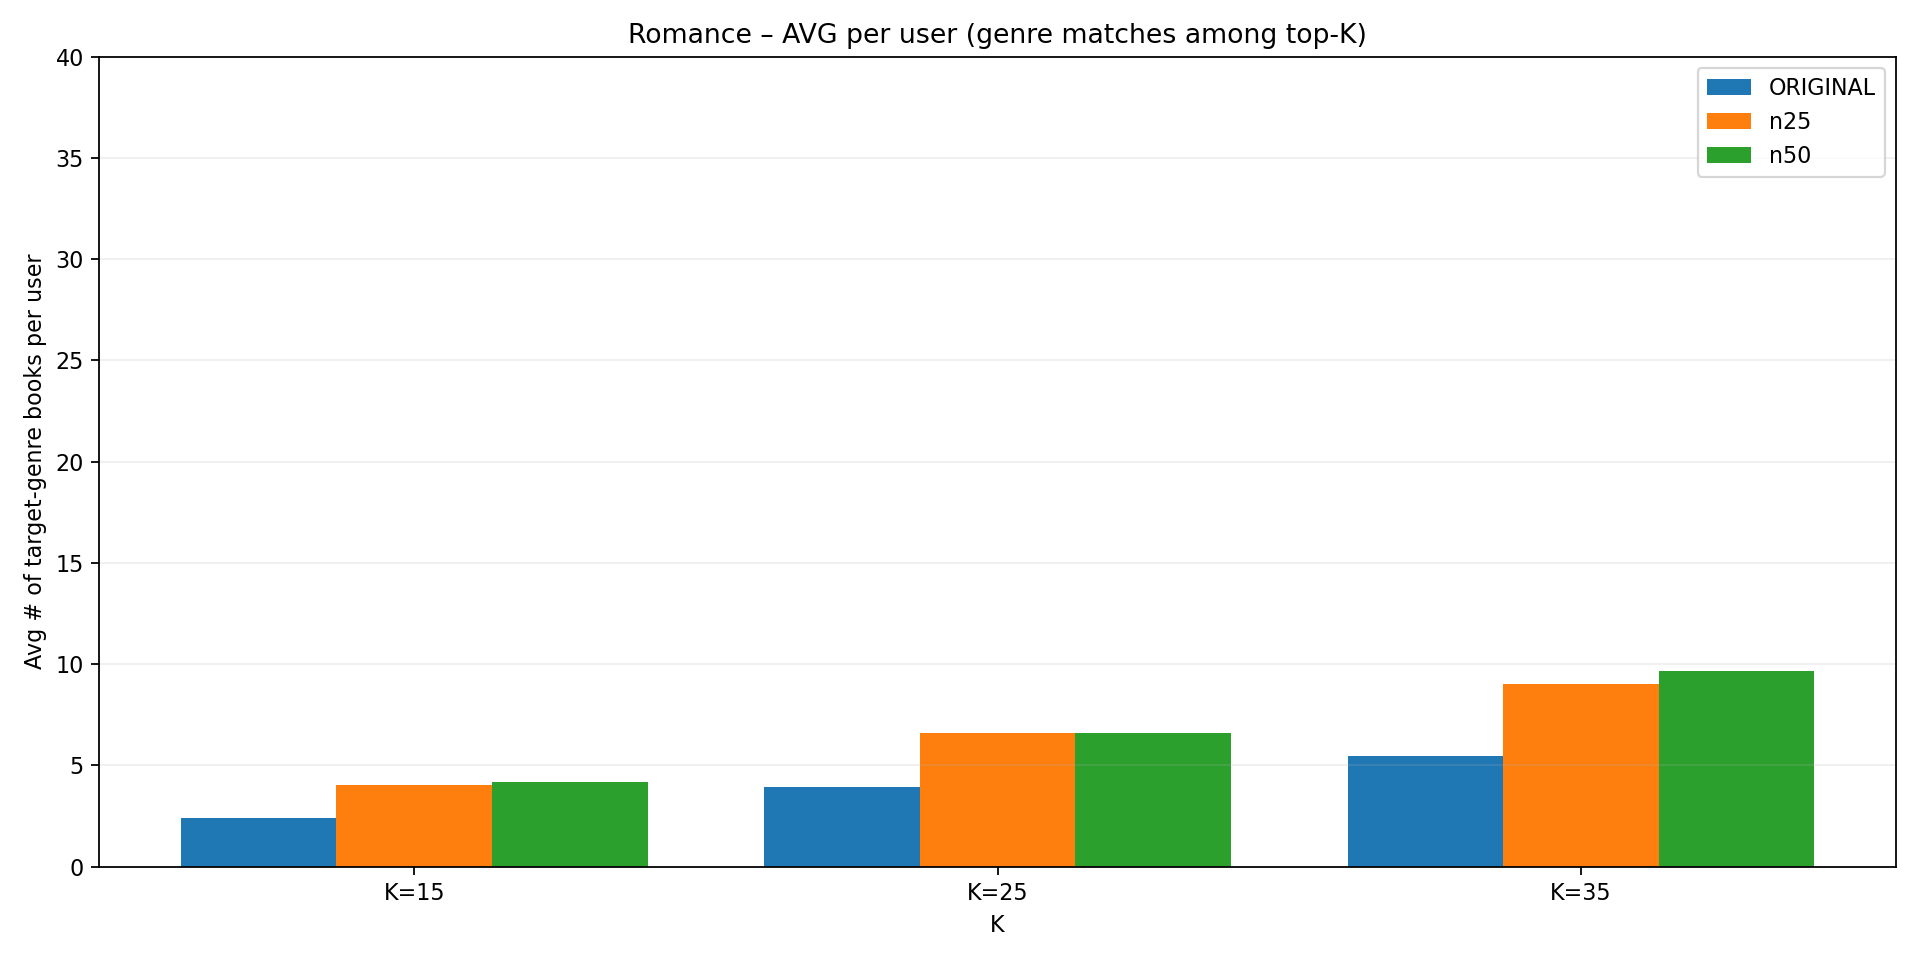 Romance – AVG per user (genre matches among top-K)
40
35
30
25
20
15
10
5
0
Avg # of target-genre books per user
ORIGINAL
n25
n50
K=15
K=25
K=35
K